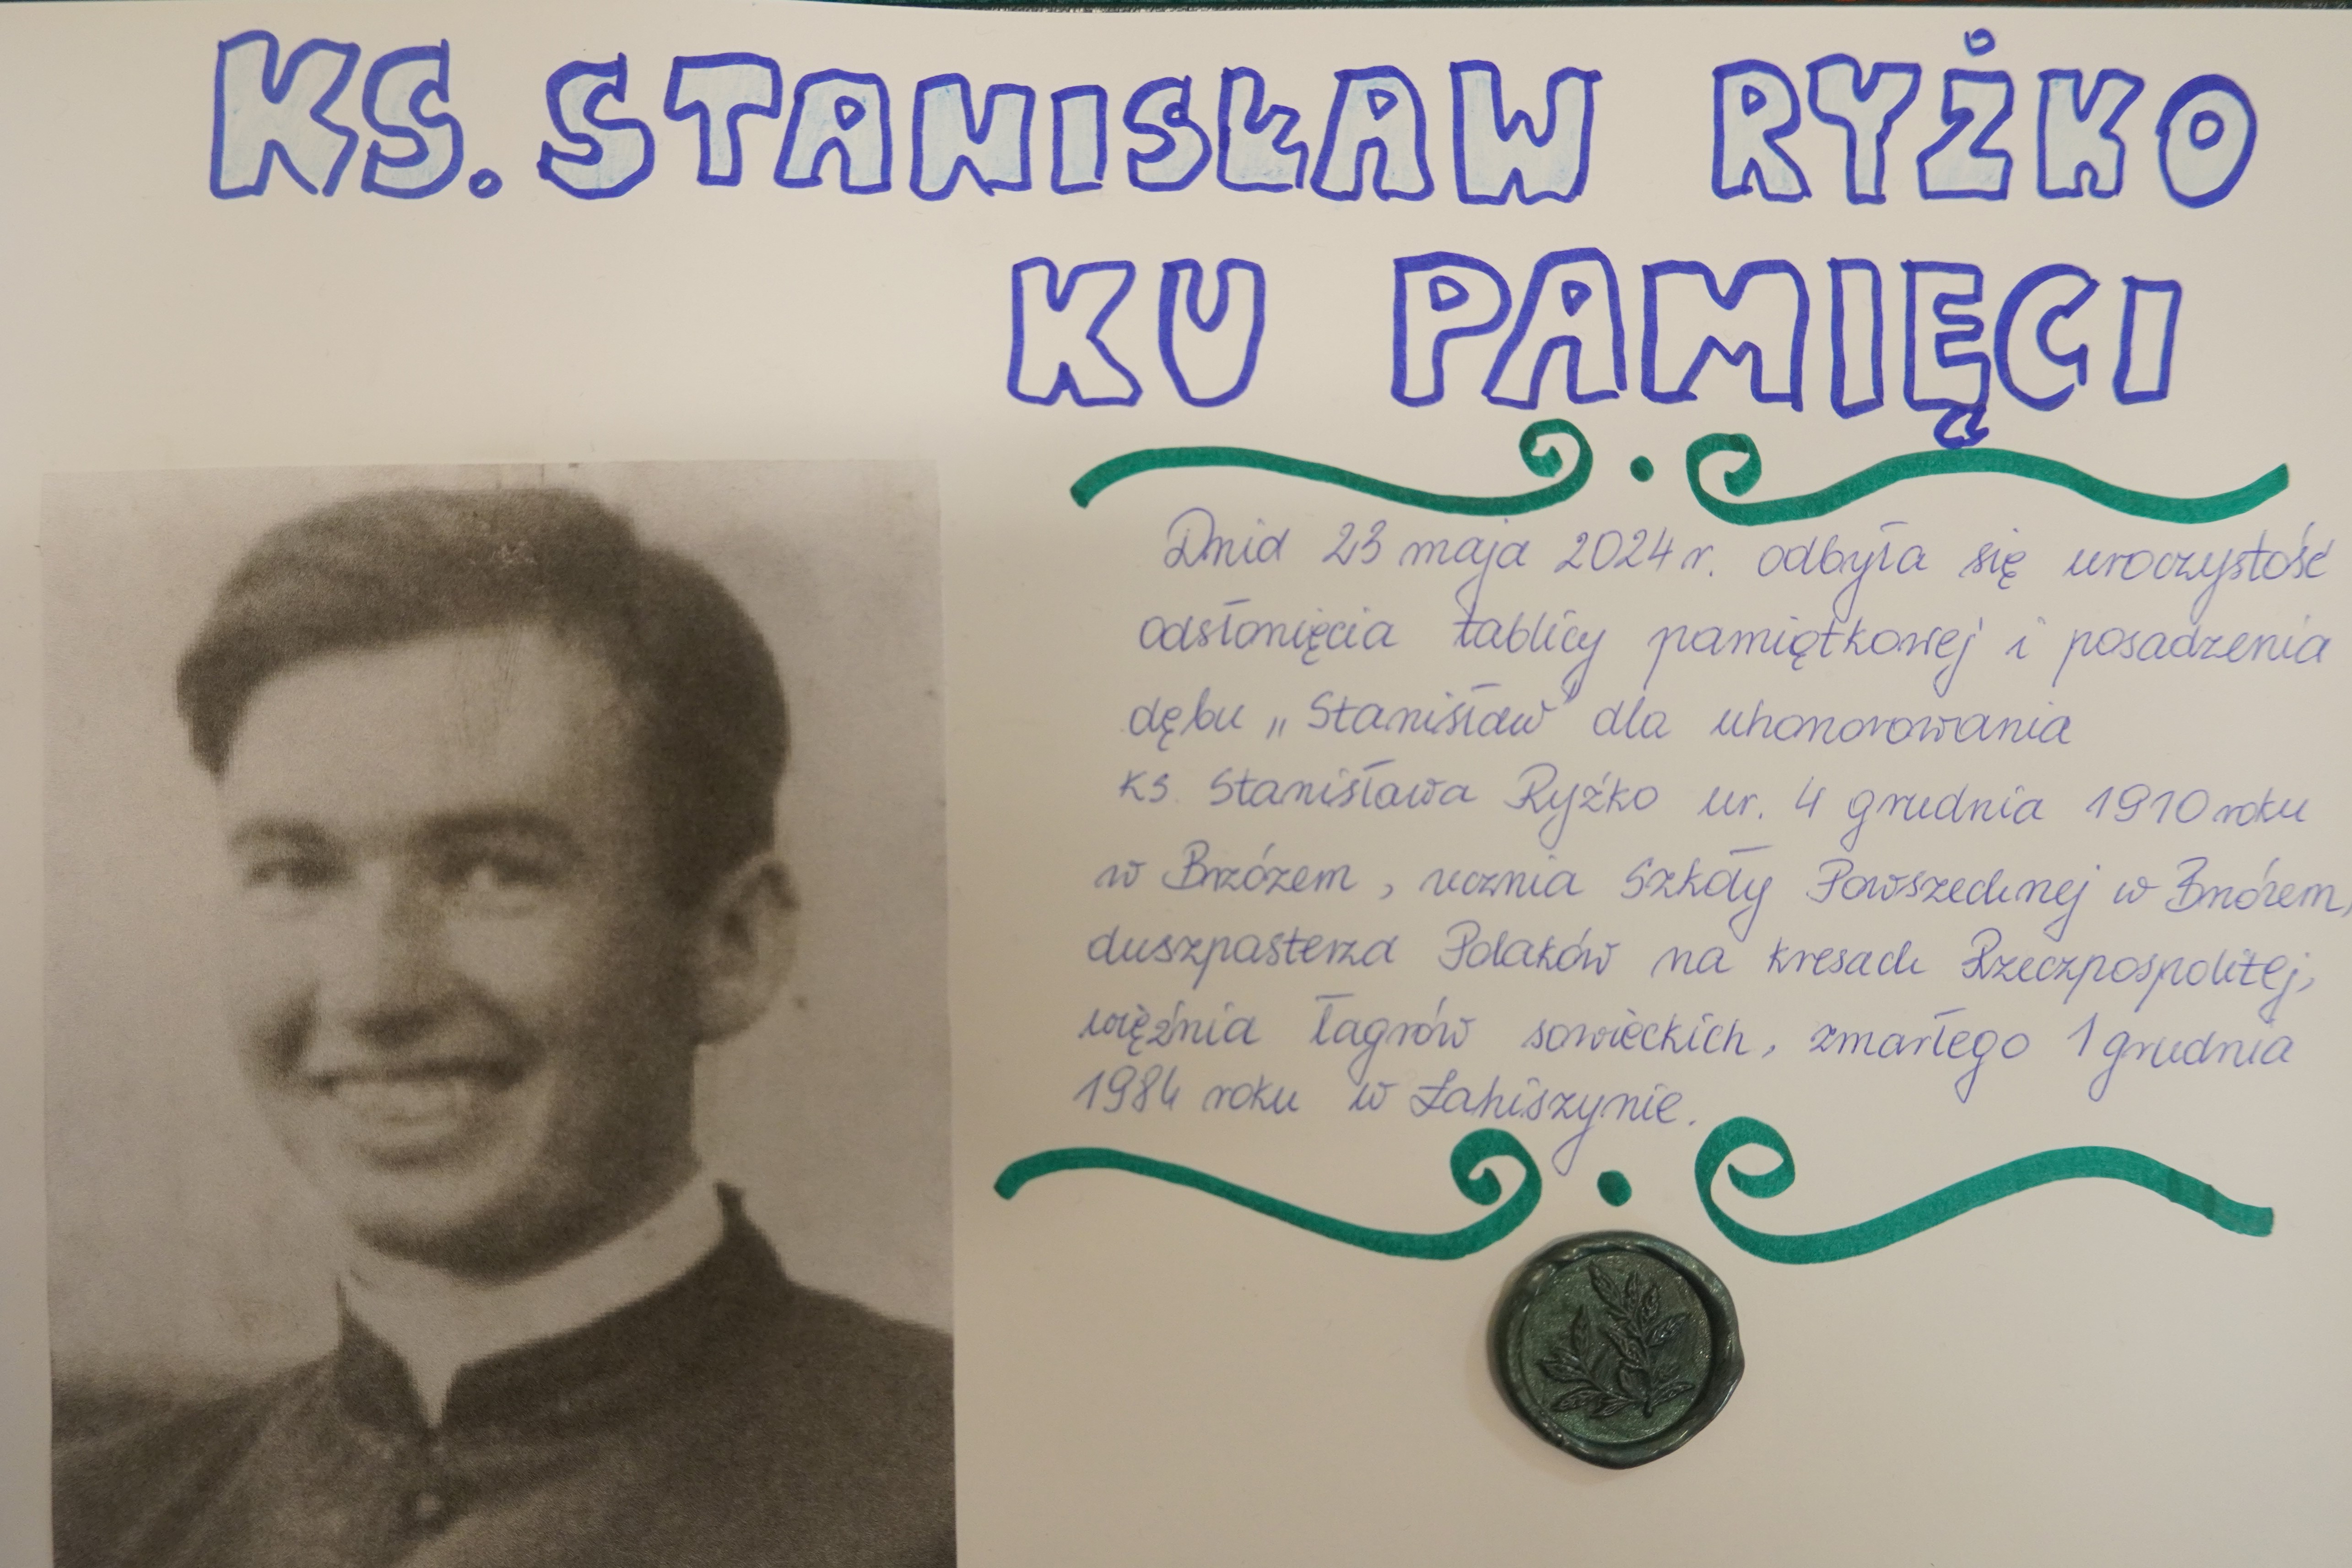 KS. STANISŁAW RYŻKO
KU PAMIĘCI
Dnia 23 maja 2024 r. odbyła się uroczystość
odsłonięcia tablicy pamiątkowej i posadzenia
dębu „Stanisław" dla uhonorowania
ks. Stanisława Ryżko ur. 4 grudnia 1910 roku
w Brzózem, ucznia Szkoły Powszechnej w Brzózem,
duszpasterza Polaków na kresach Rzeczpospolitej,
więźnia łagrów sowieckich, zmarłego 1 grudnia
1984 roku w Łahiszynie.